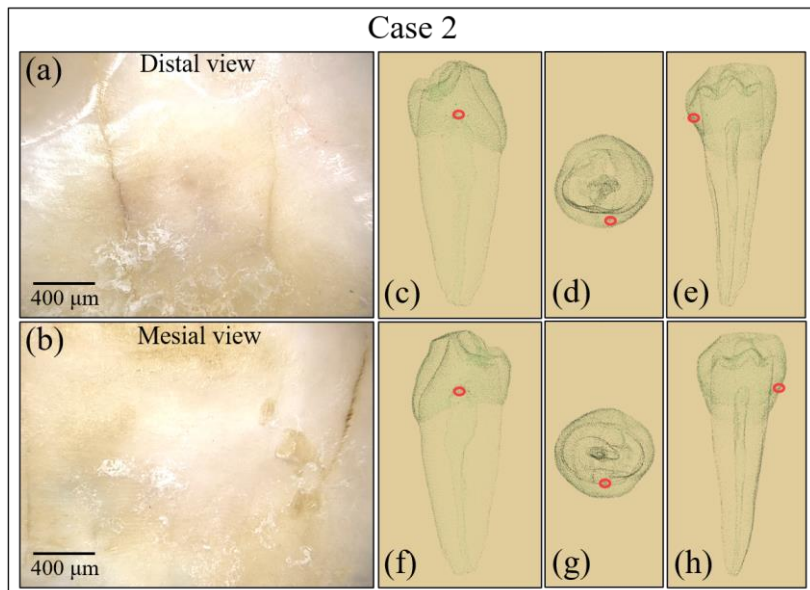 Case 2
(a) Distal view
400 μm
(c)
(d)
(e)
(b) Mesial view
400 μm
(f)
(g)
(h)